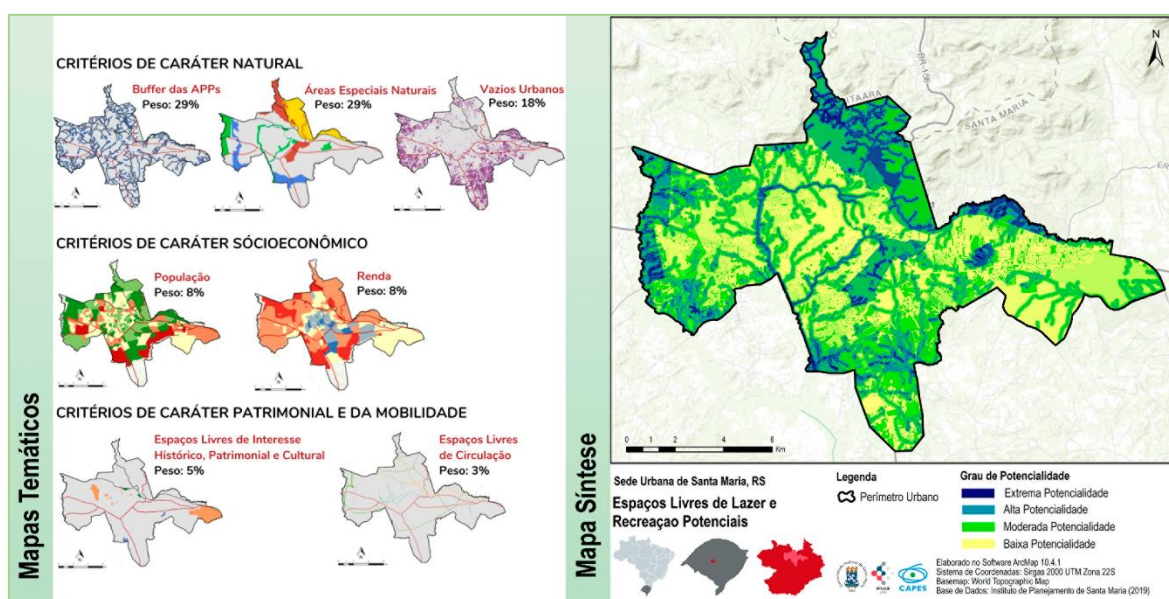 Mapas Temáticos
CRITÉRIOS DE CARÁTER NATURAL
Buffer das APPs
Peso: 29%
Áreas Especiais Naturais
Peso: 29%
Vazios Urbanos
Peso: 18%
CRITÉRIOS DE CARÁTER SÓCIOECONÔMICO
População
Peso: 8%
Renda
Peso: 8%
CRITÉRIOS DE CARÁTER PATRIMONIAL E DA MOBILIDADE
Espaços Livres de Interesse
Histórico, Patrimonial e Cultural
Peso: 5%
Espaços Livres
de Circulação
Peso: 3%
Mapa Síntese
N
BR-158
ITAARA
SANTA MARIA
0 1 2 4 6
Km
Sede Urbana de Santa Maria, RS
Espaços Livres de Lazer e
Recreaçao Potenciais
Legenda
Perímetro Urbano
Grau de Potencialidade
Extrema Potencialidade
Alta Potencialidade
Moderada Potencialidade
Baixa Potencialidade
CAPES
Elaborado no Software ArcMap 10.4.1
Sistema de Coordenadas: Sirgas 2000 UTM Zona 22S
Basemap: World Topographic Map
Base de Dados: Instituto de Planejamento de Santa Maria (2019)